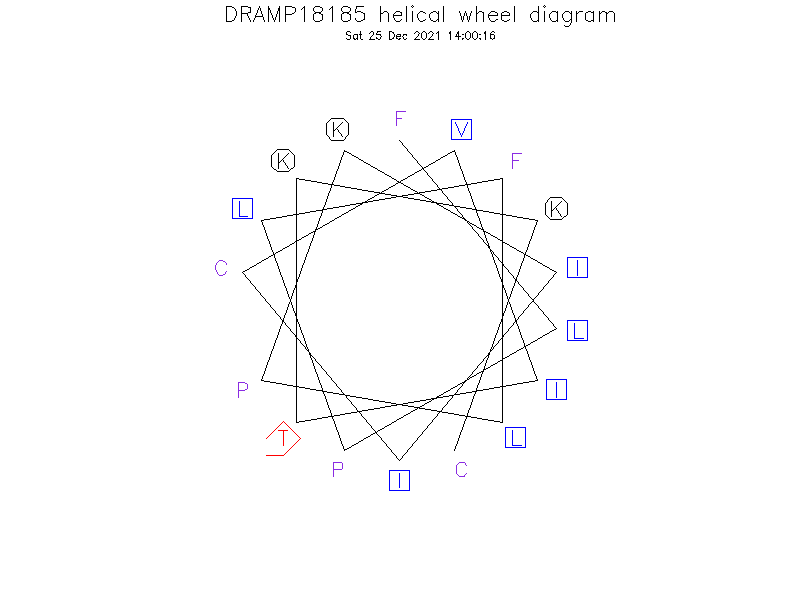 DRAMP18185 helical wheel diagram
Sat 25 Dec 2021 14:00:16
F
K V
K F
L K
C I
L
P I
T L
P C
I